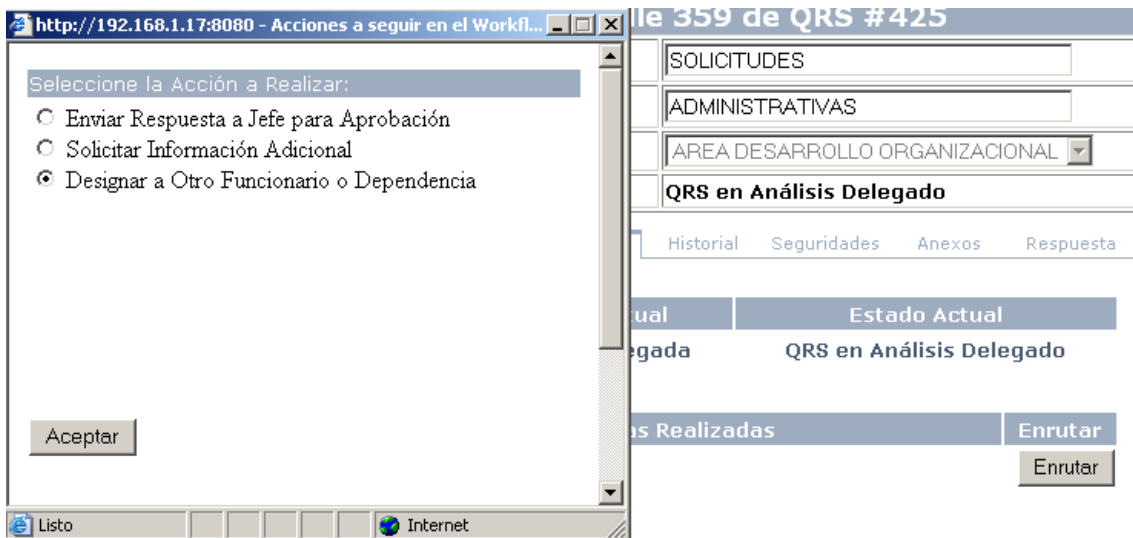 http://192.168.1.17:8080 - Acciones a seguir en el Workfl...
Seleccione la Acción a Realizar:
Enviar Respuesta a Jefe para Aprobación
Solicitar Información Adicional
Designar a Otro Funcionario o Dependencia
Aceptar
Listo
Internet
lle 359 de QRS #425
SOLICITUDES
ADMINISTRATIVAS
AREA DESARROLLO ORGANIZACIONAL
QRS en Análisis Delegado
Historial Seguridades Anexos Respuesta
ual Estado Actual
egada QRS en Análisis Delegado
as Realizadas Enrutar
Enrutar